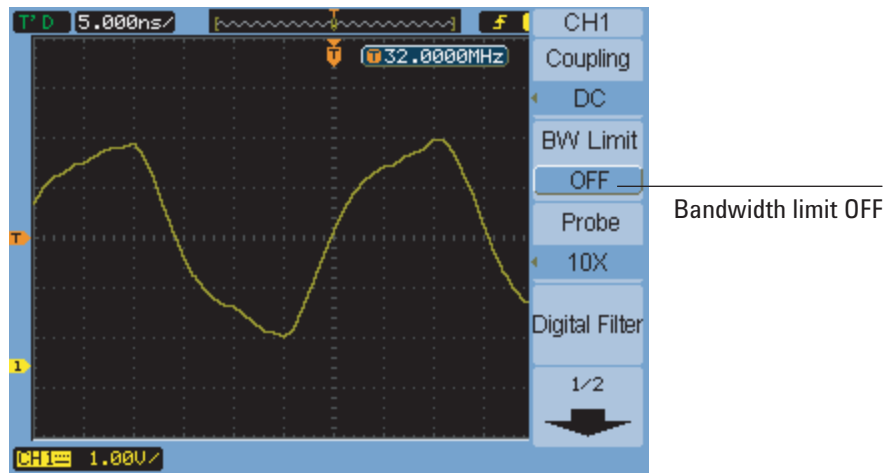 T'D 5.000ns/ CH1
T T32.0000MHz Coupling
DC
BW Limit
OFF
Bandwidth limit OFF
Probe
T
10X
Digital Filter
1
1/2
CH1 1.00V/